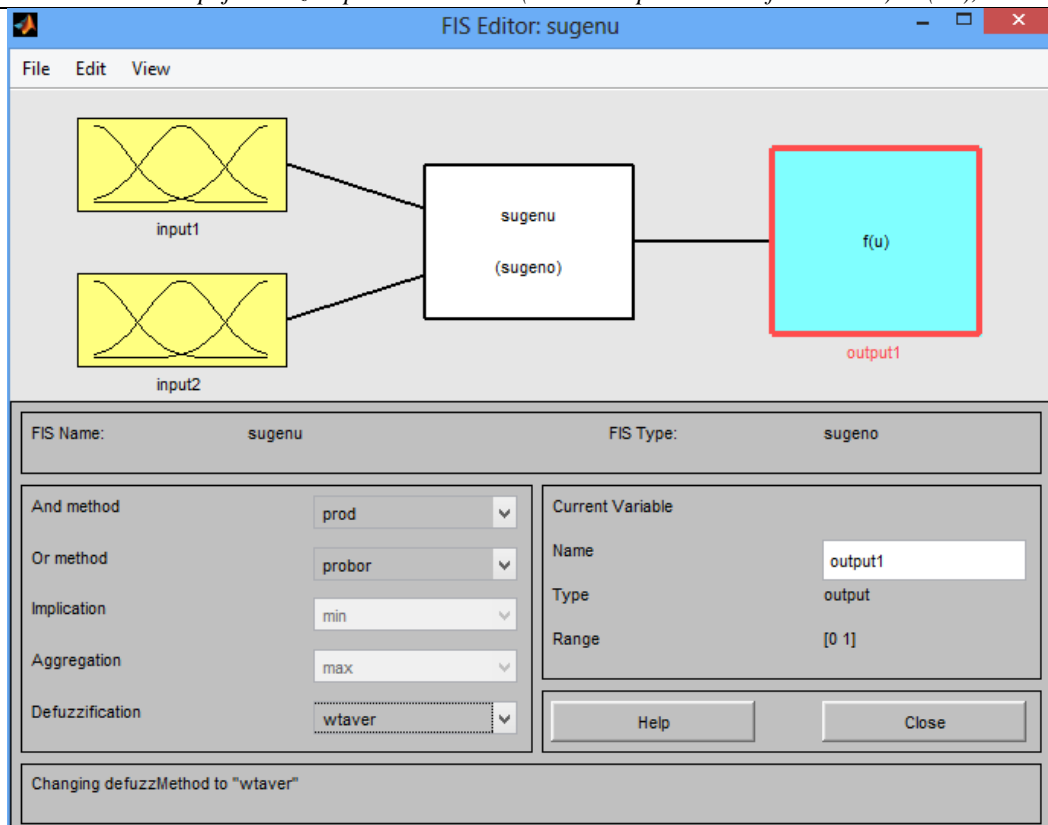 FIS Editor: sugenu
File Edit View
input1
input2
sugenu
(sugeno)
f(u)
output1
FIS Name: sugenu FIS Type: sugeno
And method prod
Or method probor
Implication min
Aggregation max
Defuzzification wtaver
Current Variable
Name output1
Type output
Range [0 1]
Help Close
Changing defuzzMethod to "wtaver"